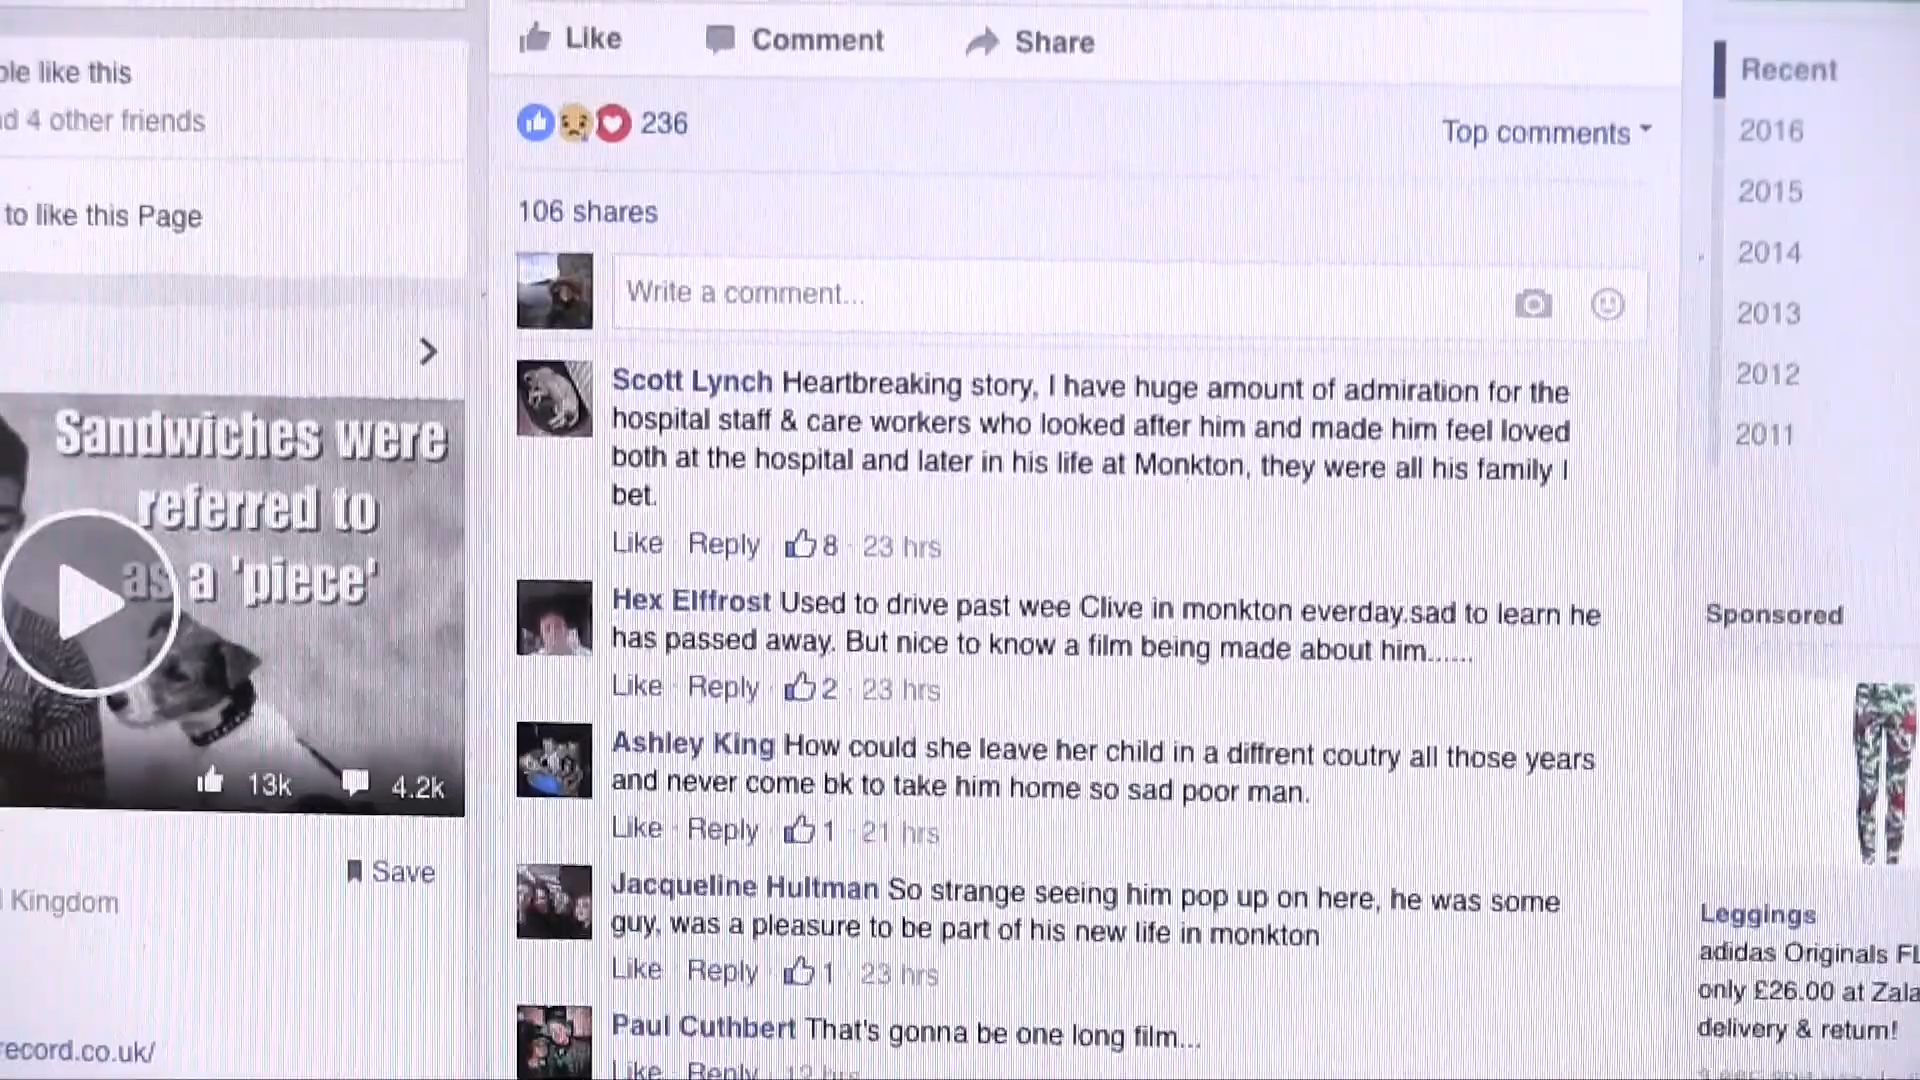 Like Comment Share
ple like this
d 4 other friends
to like this Page
Sandwiches were
referred to
as a 'piece'
13k 4.2k
Save
Kingdom
record.co.uk/
236
Top comments
106 shares
Write a comment...
Scott Lynch Heartbreaking story, I have huge amount of admiration for the
hospital staff & care workers who looked after him and made him feel loved
both at the hospital and later in his life at Monkton, they were all his family I
bet.
Like Reply 8 · 23 hrs
Hex Elffrost Used to drive past wee Clive in monkton everday.sad to learn he
has passed away. But nice to know a film being made about him......
Like · Reply · 2 · 23 hrs
Ashley King How could she leave her child in a diffrent coutry all those years
and never come bk to take him home so sad poor man.
Like · Reply · 1 · 21 hrs
Jacqueline Hultman So strange seeing him pop up on here, he was some
guy, was a pleasure to be part of his new life in monkton
Like · Reply · 1 · 23 hrs
Paul Cuthbert That's gonna be one long film...
Like Reply
Recent
2016
2015
2014
2013
2012
2011
Sponsored
Leggings
adidas Originals FL
only £26.00 at Zala
delivery & return!